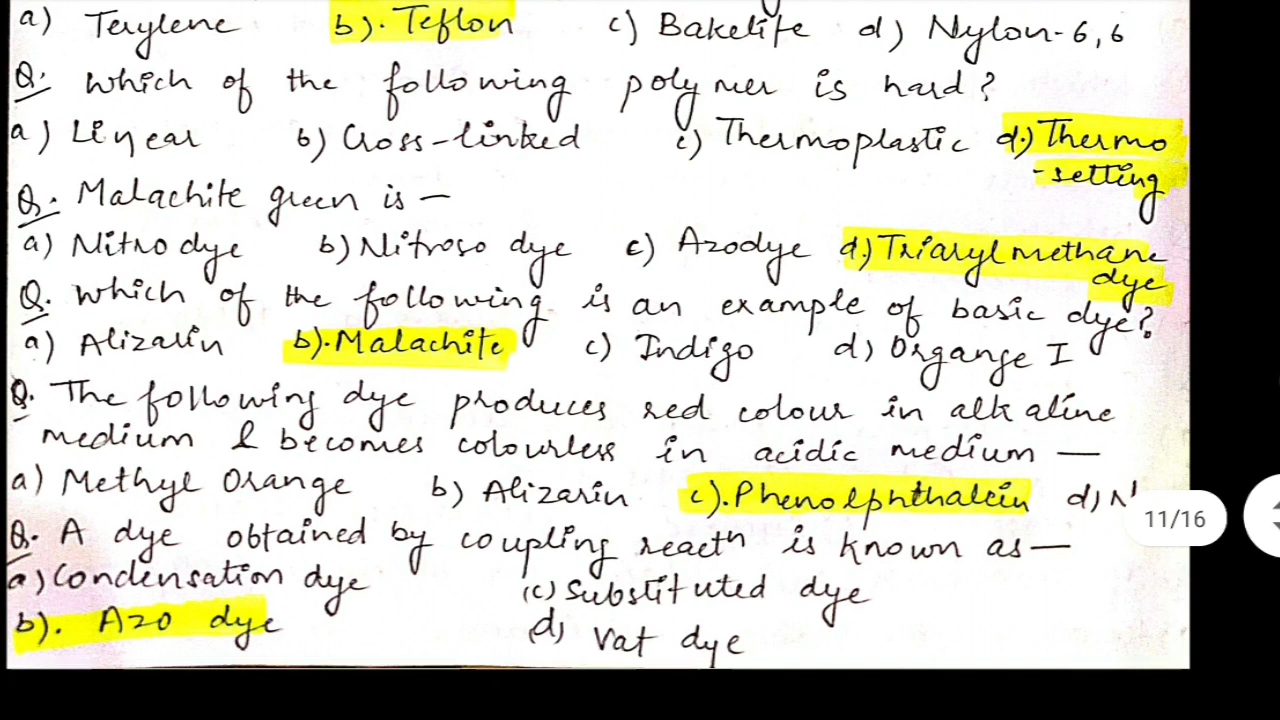 a) Terylene b). Teflon c) Bakelite d) Nylon-6,6
Q. Which of the following polymer is hard?
a) Linear b) Cross-linked c) Thermoplastic d.) Thermo
-setting
Q. Malachite green is —
a) Nitro dye b) Nitroso dye c) Azodye d.) Triarylmethane
dye
Q. Which of the following is an example of basic dye?
a) Alizarin b). Malachite c) Indigo d) Organge I
Q. The following dye produces red colour in alkaline
medium & becomes colourless in acidic medium —
a) Methyl Orange b) Alizarin c). Phenolphthalein d)
11/16
Q. A dye obtained by coupling reactn is known as —
a) Condensation dye (c) Substituted dye
b). Azo dye (d) Vat dye